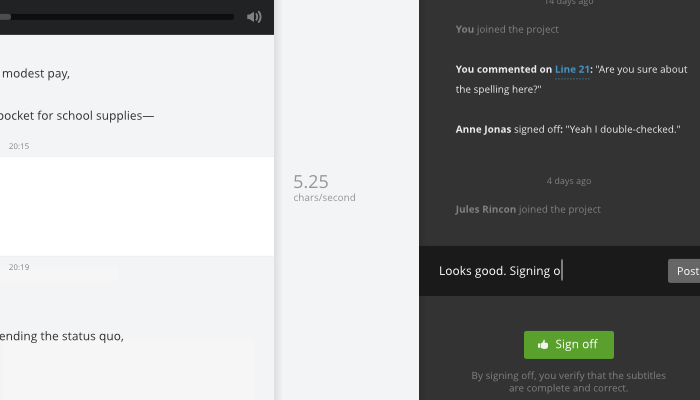 modest pay,
pocket for school supplies—
20:15
20:19
ending the status quo,
5.25
chars/second
14 days ago
You joined the project
You commented on Line 21: "Are you sure about
the spelling here?"
Anne Jonas signed off: "Yeah I double-checked."
4 days ago
Jules Rincon joined the project
Looks good. Signing o
Post
Sign off
By signing off, you verify that the subtitles
are complete and correct.